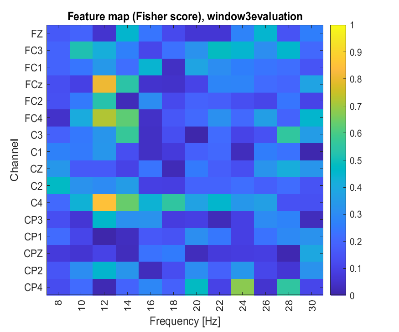 Feature map (Fisher score), window3evaluation
Channel
FZ
FC3
FC1
FCz
FC2
FC4
C3
C1
CZ
C2
C4
CP3
CP1
CPZ
CP2
CP4
8 10 12 14 16 18 20 22 24 26 28 30
Frequency [Hz]
1
0.9
0.8
0.7
0.6
0.5
0.4
0.3
0.2
0.1
0